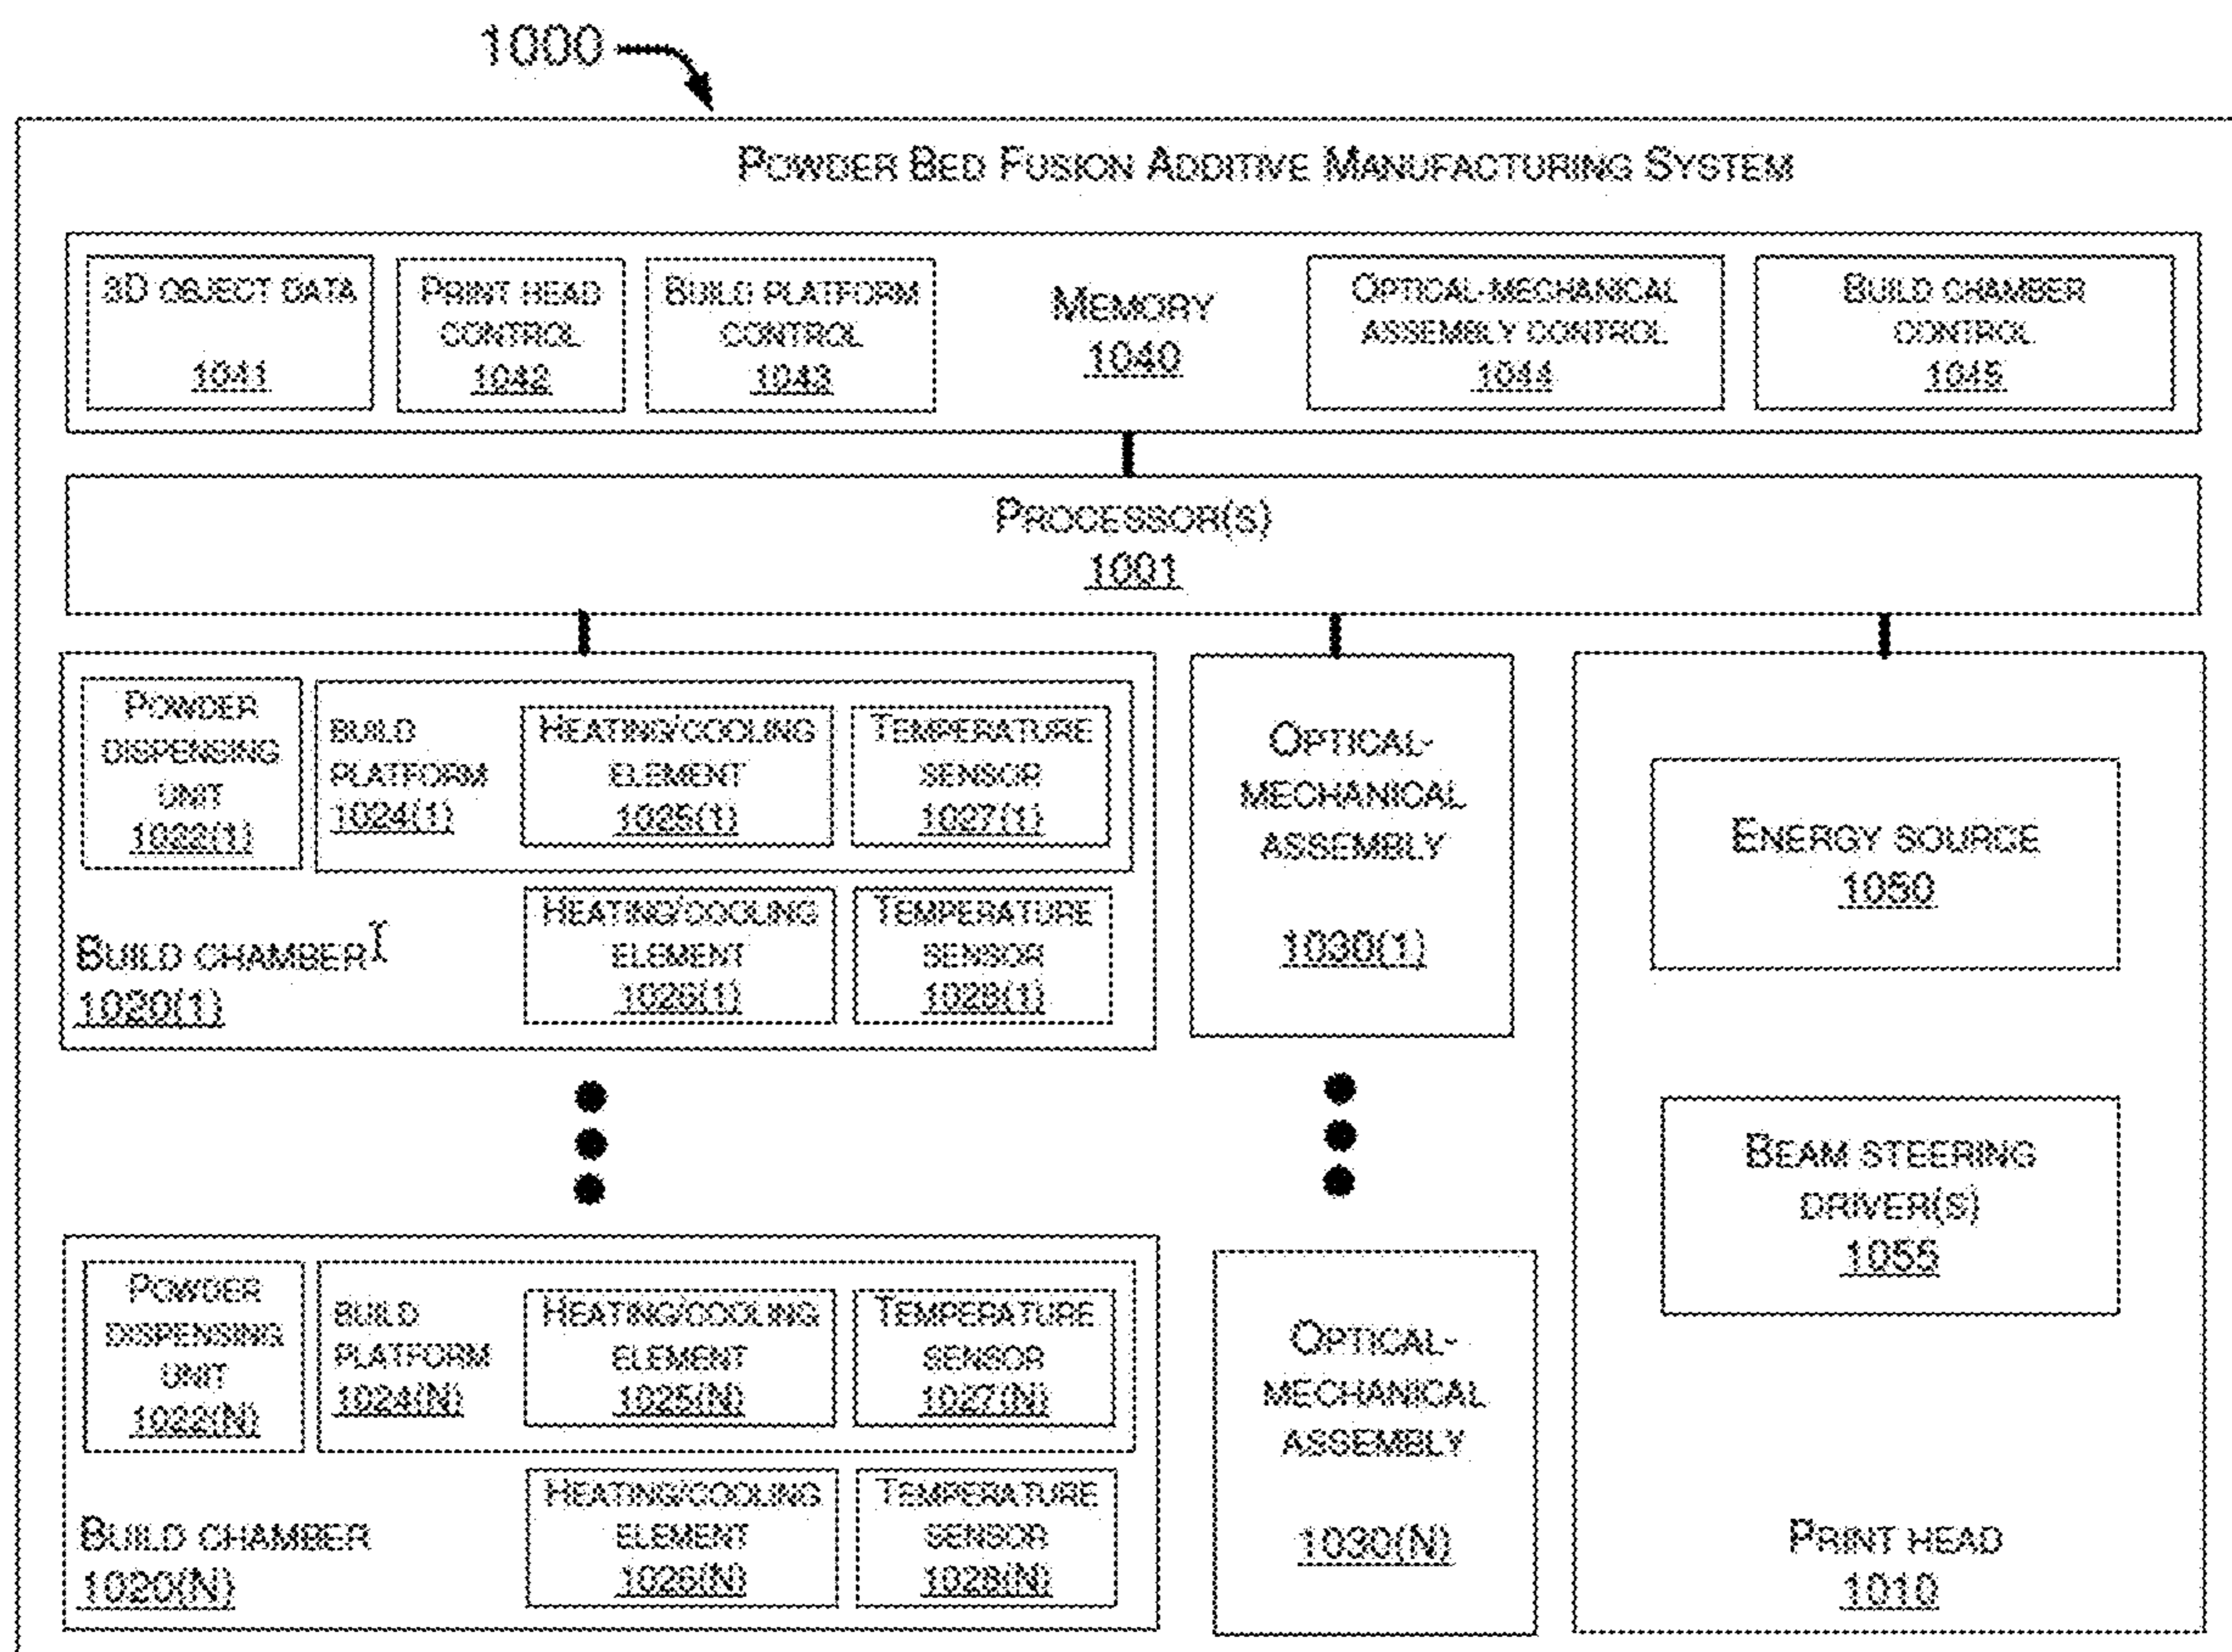 1000
POWDER BED FUSION ADDITIVE MANUFACTURING SYSTEM
3D OBJECT DATA
1041
PRINT HEAD
CONTROL
1042
BUILD PLATFORM
CONTROL
1043
MEMORY
1040
OPTICAL-MECHANICAL
ASSEMBLY CONTROL
1044
BUILD CHAMBER
CONTROL
1045
PROCESSOR(S)
1001
POWDER
DISPENSING
UNIT
1022(1)
BUILD
PLATFORM
1024(1)
HEATING/COOLING
ELEMENT
1025(1)
TEMPERATURE
SENSOR
1027(1)
HEATING/COOLING
ELEMENT
1026(1)
TEMPERATURE
SENSOR
1028(1)
BUILD CHAMBER
1020(1)
OPTICAL-
MECHANICAL
ASSEMBLY
1030(1)
ENERGY SOURCE
1050
BEAM STEERING
DRIVER(S)
1055
POWDER
DISPENSING
UNIT
1022(N)
BUILD
PLATFORM
1024(N)
HEATING/COOLING
ELEMENT
1025(N)
TEMPERATURE
SENSOR
1027(N)
HEATING/COOLING
ELEMENT
1026(N)
TEMPERATURE
SENSOR
1028(N)
BUILD CHAMBER
1020(N)
OPTICAL-
MECHANICAL
ASSEMBLY
1030(N)
PRINT HEAD
1010